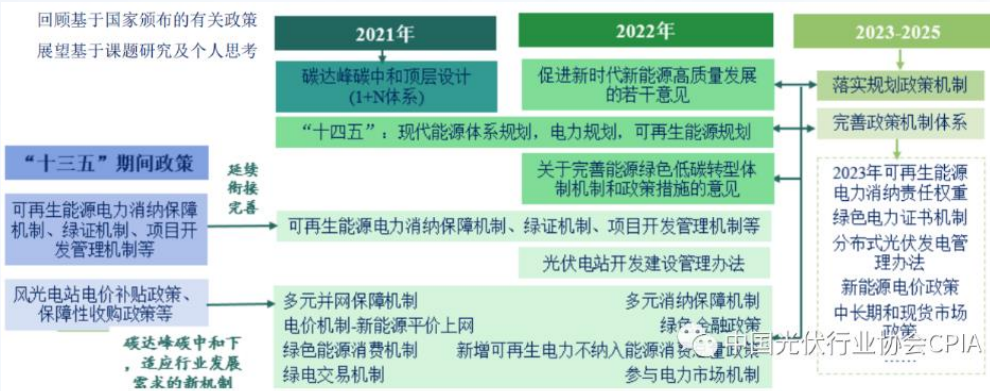 回顾基于国家颁布的有关政策
展望基于课题研究及个人思考
2021年
2022年
2023-2025
碳达峰碳中和顶层设计
(1+N体系)
促进新时代新能源高质量发展
的若干意见
落实规划政策机制
“十四五”：现代能源体系规划，电力规划，可再生能源规划
完善政策机制体系
“十三五”期间政策
延续
衔接
完善
关于完善能源绿色低碳转型体
制机制和政策措施的意见
2023年可再生能源
电力消纳责任权重
绿色电力证书机制
分布式光伏发电管
理办法
新能源电价政策
中长期和现货市场
政策
……
可再生能源电力消纳保障
机制、绿证机制、项目开
发管理机制等
可再生能源电力消纳保障机制、绿证机制、项目开发管理机制等
光伏电站开发建设管理办法
风光电站电价补贴政策、
保障性收购政策等
多元并网保障机制
多元消纳保障机制
电价机制-新能源平价上网
绿色金融政策
绿色能源消费机制
新增可再生电力不纳入能源消费总量政策
绿电交易机制
参与电力市场机制
碳达峰碳中和下
，适应行业发展
需求的新机制
中国光伏行业协会CPIA